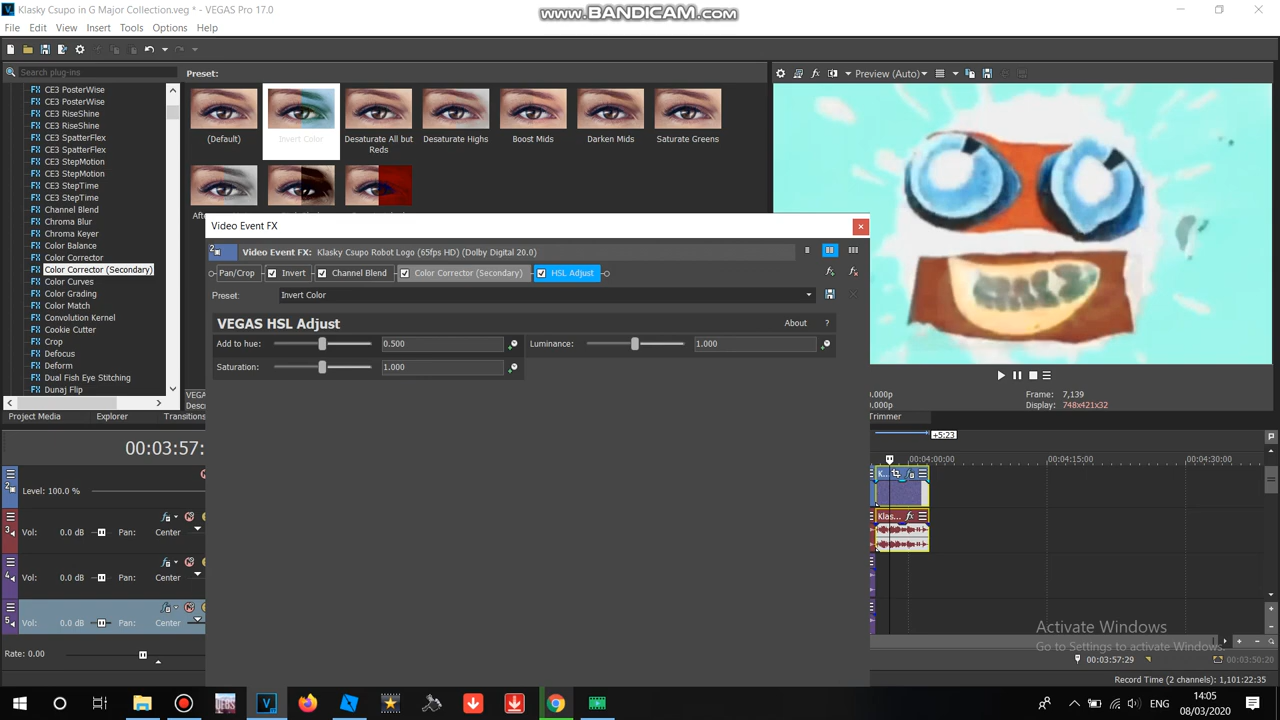 Klasky Csupo in G Major Collection.veg * - VEGAS Pro 17.0
www.BANDICAM.com
File Edit View Insert Tools Options Help
Search plug-ins
Preset:
Preview (Auto)
CE3 PosterWise
CE3 PosterWise
CE3 RiseShine
CE3 RiseShine
CE3 SpatterFlex
CE3 SpatterFlex
CE3 StepMotion
CE3 StepMotion
CE3 StepTime
CE3 StepTime
Channel Blend
Chroma Blur
Chroma Keyer
Color Balance
Color Corrector
Color Corrector (Secondary)
Color Curves
Color Grading
Color Match
Convolution Kernel
Cookie Cutter
Crop
Defocus
Deform
Dual Fish Eye Stitching
Dunaj Flip
(Default)
Invert Color
Desaturate All but Reds
Desaturate Highs
Boost Mids
Darken Mids
Saturate Greens
Video Event FX
Video Event FX: Klasky Csupo Robot Logo (65fps HD) (Dolby Digital 20.0)
Pan/Crop Invert Channel Blend Color Corrector (Secondary) HSL Adjust
Preset: Invert Color
VEGAS HSL Adjust About ?
Add to hue: 0.500 Luminance: 1.000
Saturation: 1.000
Frame: 7,139
Display: 748x421x32
Project Media Explorer Transitions
Trimmer
+5:23
00:03:57:
00:04:00:00 00:04:15:00 00:04:30:00
Level: 100.0 %
Vol: 0.0 dB Pan: Center
Vol: 0.0 dB Pan: Center
Vol: 0.0 dB Pan: Center
Rate: 0.00
Activate Windows
Go to Settings to activate Windows.
00:03:57:29 00:03:50:20
Record Time (2 channels): 1,101:22:35
ENG
14:05
08/03/2020